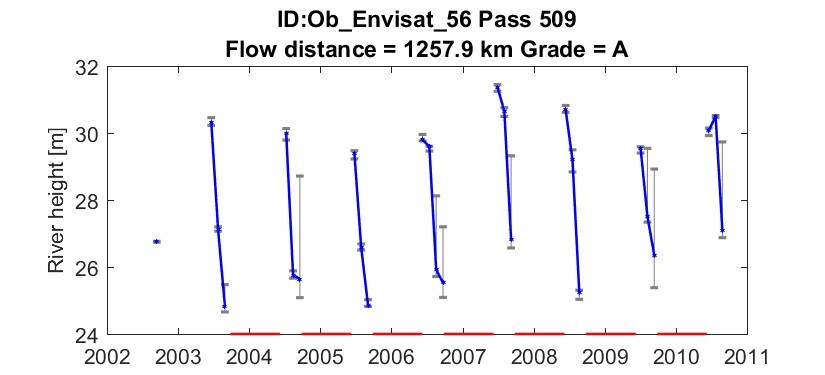 ID:Ob_Envisat_56 Pass 509
Flow distance = 1257.9 km Grade = A
River height [m]
32
30
28
26
24
2002 2003 2004 2005 2006 2007 2008 2009 2010 2011